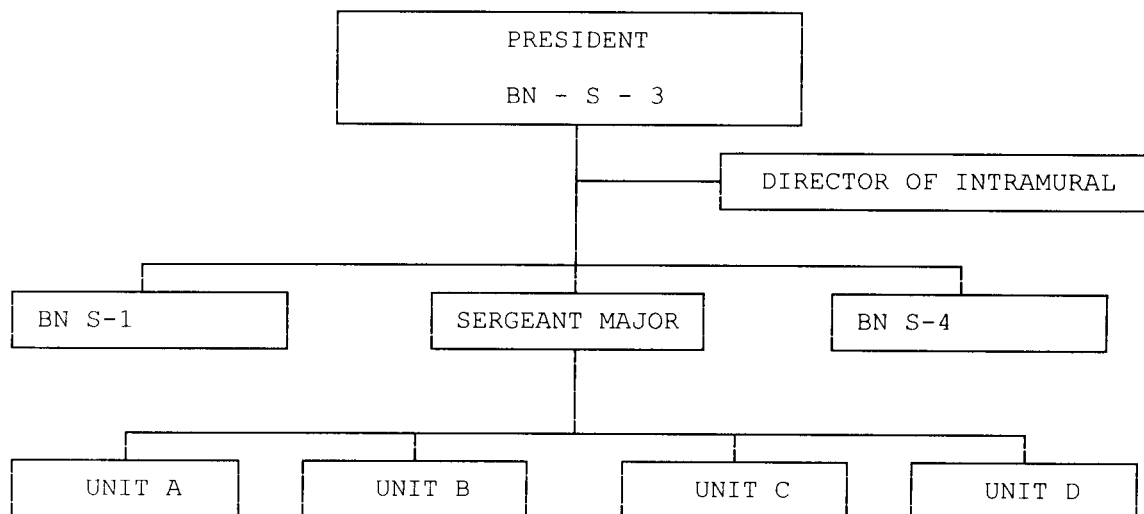 PRESIDENT
BN - S - 3
DIRECTOR OF INTRAMURAL
BN S-1
SERGEANT MAJOR
BN S-4
UNIT A
UNIT B
UNIT C
UNIT D